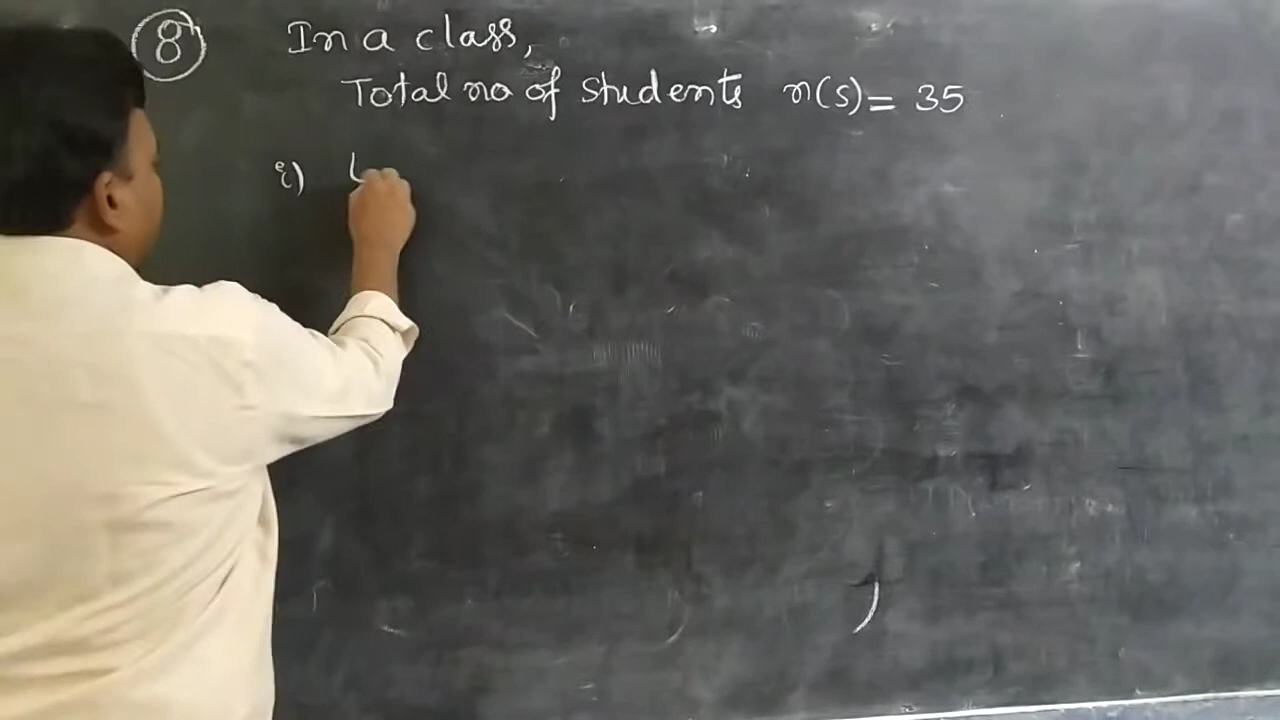 8 In a class,
Total no of students n(s) = 35
i)